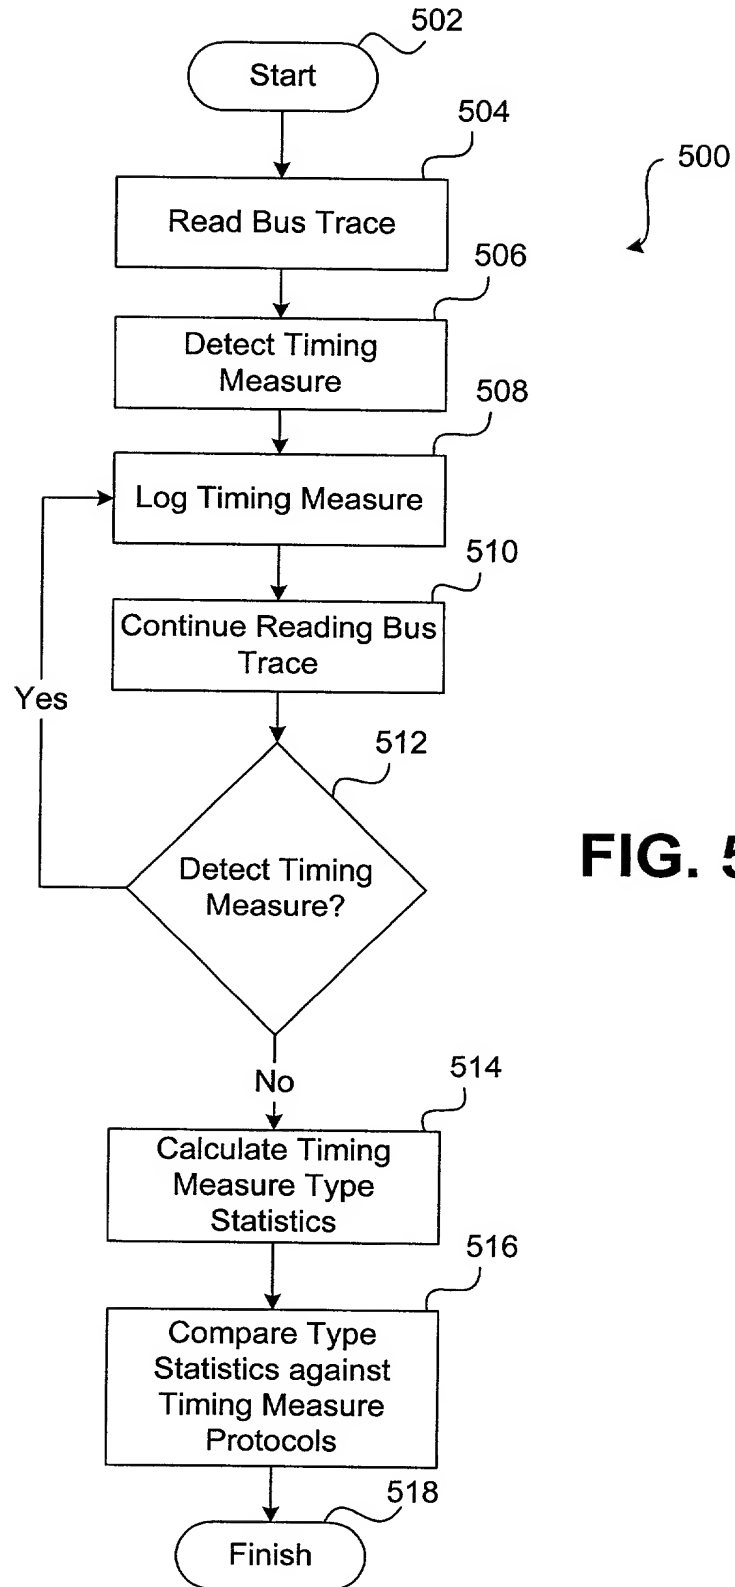 502
Start
504
500
Read Bus Trace
506
Detect Timing
Measure
508
Log Timing Measure
510
Continue Reading Bus
Trace
Yes
512
Detect Timing
Measure?
FIG. 5
No
514
Calculate Timing
Measure Type
Statistics
516
Compare Type
Statistics against
Timing Measure
Protocols
518
Finish